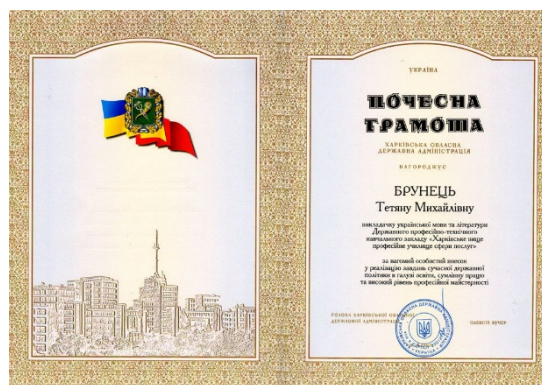 УКРАЇНА
ПОЧЕСНА
ГРАМОТА
ХАРКІВСЬКА ОБЛАСНА
ДЕРЖАВНА АДМІНІСТРАЦІЯ
НАГОРОДЖУЄ
БРУНЕЦЬ
Тетяну Михайлівну
викладачку української мови та літератури
Державного професійно-технічного
навчального закладу «Харківське вище
професійне училище сфери послуг»
за вагомий особистий внесок
у реалізацію завдань сучасної державної
політики в галузі освіти, сумлінну працю
та високий рівень професійної майстерності
ГОЛОВА ХАРКІВСЬКОЇ ОБЛАСНОЇ
ДЕРЖАВНОЇ АДМІНІСТРАЦІЇ
КУЧЕР